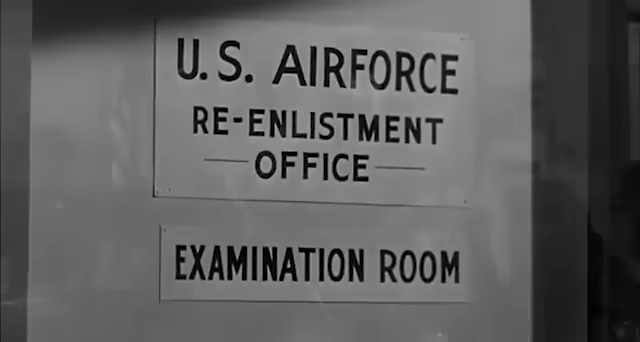 U.S. AIRFORCE
RE-ENLISTMENT
OFFICE
EXAMINATION ROOM